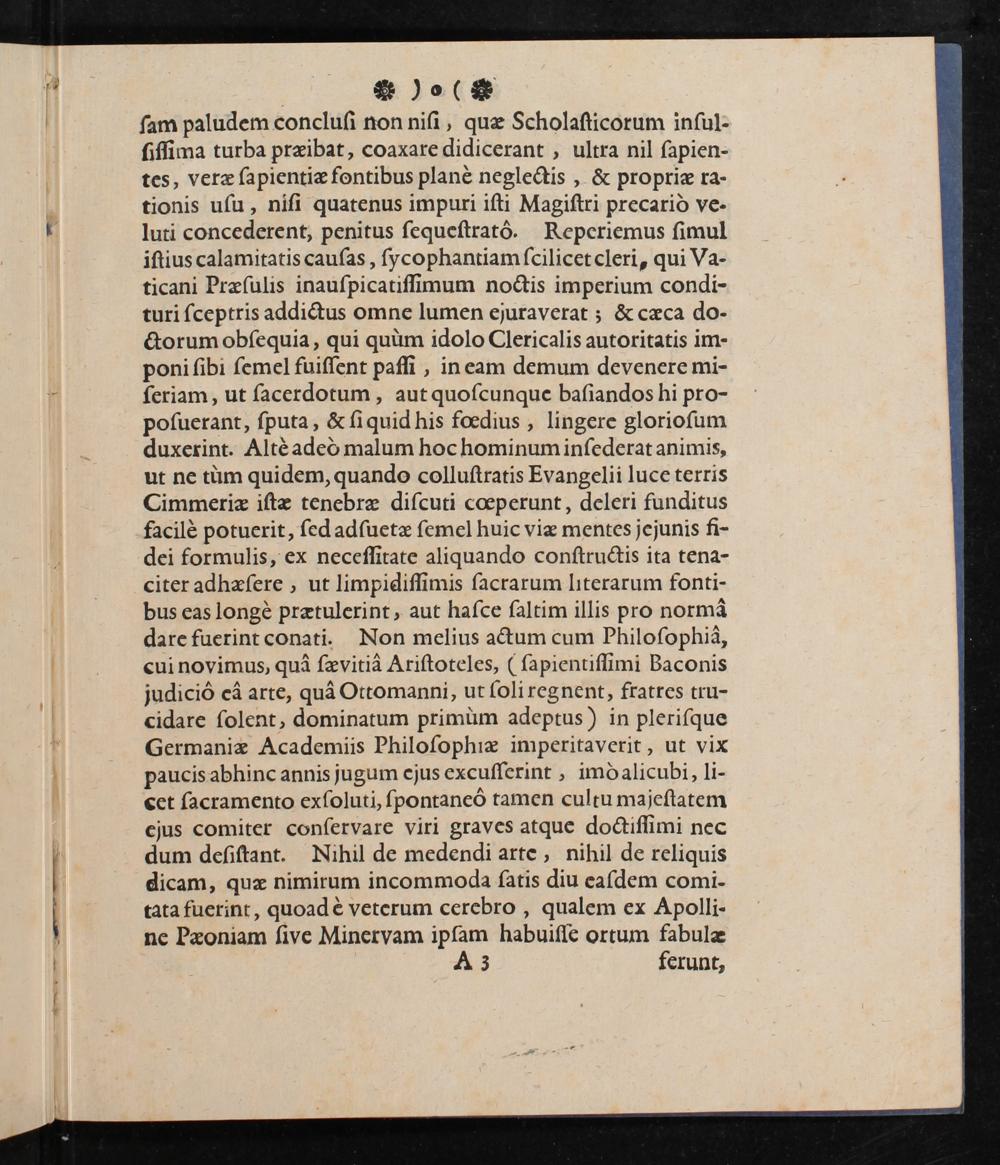 ❁ ) o ( ❁
ſam paludem concluſi non niſi, quæ Scholaſticorum inſul-
ſiſſima turba præibat, coaxare didicerant, ultra nil ſapien-
tes, veræ ſapientiæ fontibus planè neglectis, & propriæ ra-
tionis uſu, niſi quatenus impuri iſti Magiſtri precariò ve-
luti concederent, penitus ſequeſtratô. Reperiemus ſimul
iſtius calamitatis cauſas, ſycophantiam ſcilicet cleri, qui Va-
ticani Præſulis inauſpicatiſſimum noctis imperium condi-
turi ſceptris addictus omne lumen ejuraverat; & cæca do-
ctorum obſequia, qui quùm idolo Clericalis autoritatis im-
poni ſibi ſemel fuiſſent paſſi, in eam demum devenere mi-
ſeriam, ut ſacerdotum, aut quoſcunque baſiandos hi pro-
poſuerant, ſputa, & ſi quid his fœdius, lingere glorioſum
duxerint. Altè adeò malum hoc hominum inſederat animis,
ut ne tùm quidem, quando colluſtratis Evangelii luce terris
Cimmeriæ iſtæ tenebræ diſcuti cœperunt, deleri funditus
facilè potuerit, ſed adſuetæ ſemel huic viæ mentes jejunis fi-
dei formulis, ex neceſſitate aliquando conſtructis ita tena-
citer adhæſere, ut limpidiſſimis ſacrarum literarum fonti-
bus eas longè prætulerint, aut haſce ſaltim illis pro normâ
dare fuerint conati. Non melius actum cum Philoſophiâ,
cui novimus, quâ ſævitiâ Ariſtoteles, (ſapientiſſimi Baconis
judiciô eâ arte, quâ Ottomanni, ut ſoli regnent, fratres tru-
cidare ſolent, dominatum primùm adeptus) in pleriſque
Germaniæ Academiis Philoſophiæ imperitaverit, ut vix
paucis abhinc annis jugum ejus excuſſerint, imò alicubi, li-
cet ſacramento exſoluti, ſpontaneô tamen cultu majeſtatem
ejus comiter conſervare viri graves atque doctiſſimi nec
dum deſiſtant. Nihil de medendi arte, nihil de reliquis
dicam, quæ nimirum incommoda ſatis diu eaſdem comi-
tata fuerint, quoad è veterum cerebro, qualem ex Apolli-
ne Pæoniam ſive Minervam ipſam habuiſſe ortum fabulæ
A 3 ferunt,